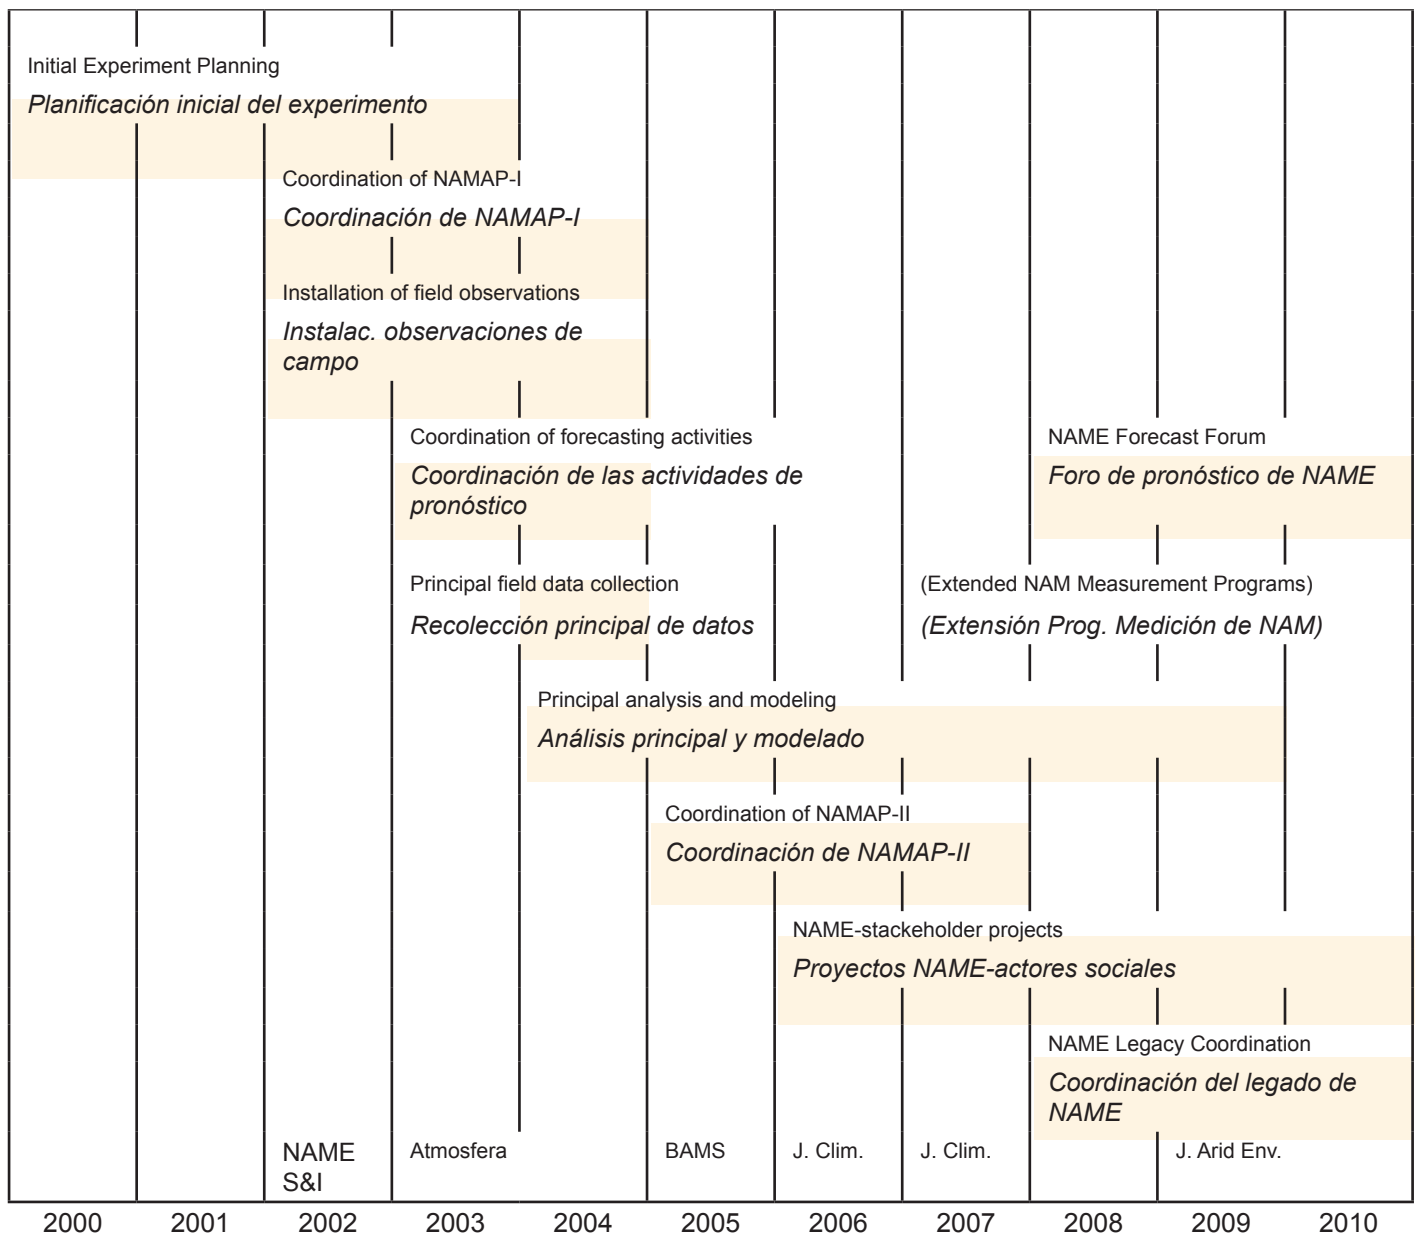 Initial Experiment Planning
Planificación inicial del experimento
Coordination of NAMAP-I
Coordinación de NAMAP-I
Installation of field observations
Instalac. observaciones de
campo
Coordination of forecasting activities
Coordinación de las actividades de
pronóstico
NAME Forecast Forum
Foro de pronóstico de NAME
Principal field data collection
Recolección principal de datos
(Extended NAM Measurement Programs)
(Extensión Prog. Medición de NAM)
Principal analysis and modeling
Análisis principal y modelado
Coordination of NAMAP-II
Coordinación de NAMAP-II
NAME-stackeholder projects
Proyectos NAME-actores sociales
NAME Legacy Coordination
Coordinación del legado de
NAME
NAME
S&I
Atmosfera
BAMS
J. Clim.
J. Clim.
J. Arid Env.
2000 2001 2002 2003 2004 2005 2006 2007 2008 2009 2010